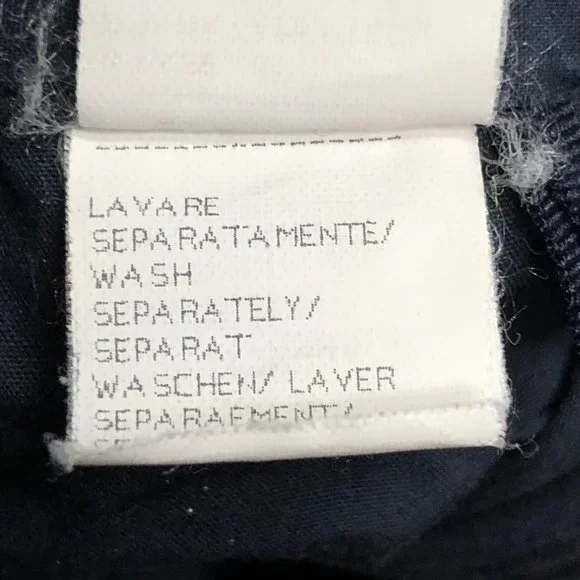 LAVARE
SEPARATAMENTE/
WASH
SEPARATELY/
SEPARAT
WASCHEN/ LAVER
SEPARAEMENT/